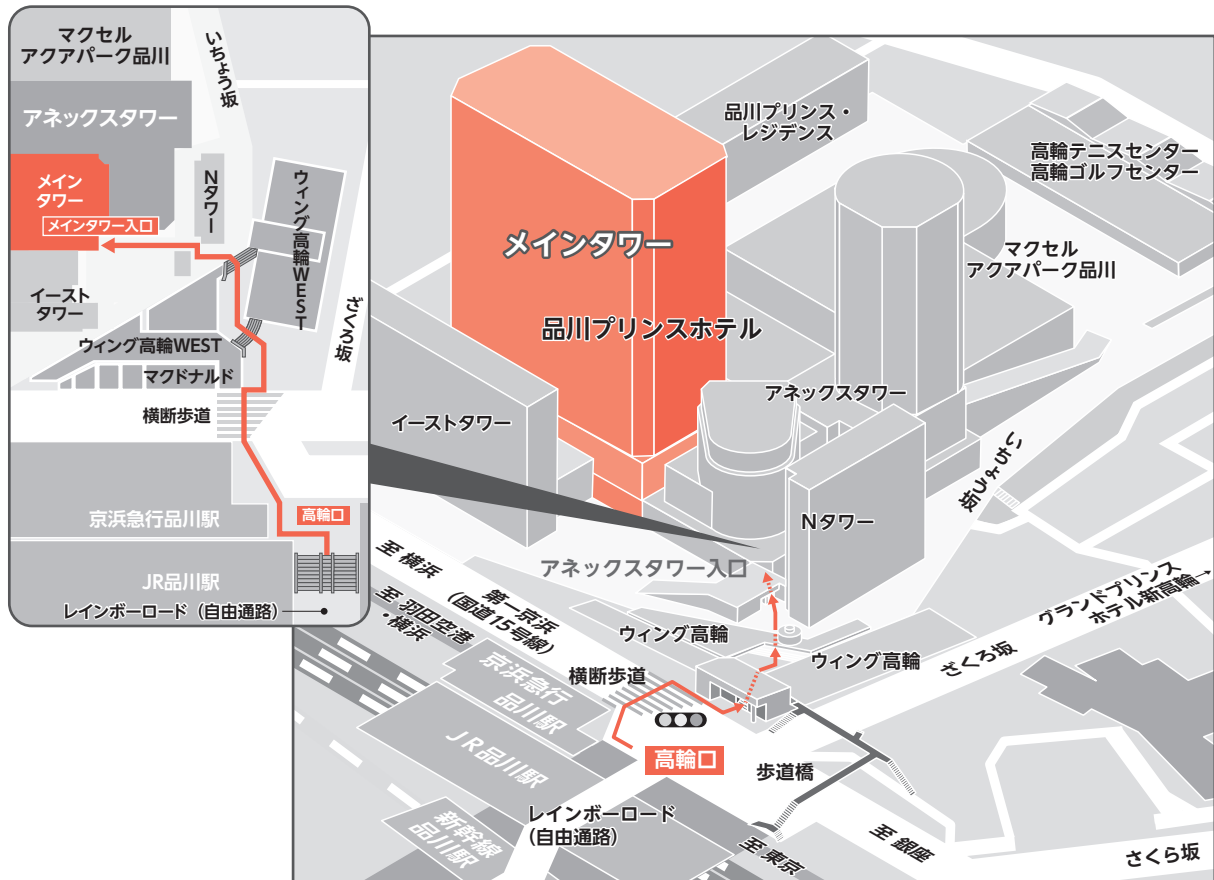 マクセル
アクアパーク品川
いちょう坂
アネックスタワー
メイン
タワー
メインタワー入口
Nタワー
ウィング高輪WEST
イースト
タワー
ざくろ坂
ウィング高輪WEST
マクドナルド
横断歩道
京浜急行品川駅
高輪口
JR品川駅
レインボーロード（自由通路）
品川プリンス・
レジデンス
高輪テニスセンター
高輪ゴルフセンター
メインタワー
マクセル
アクアパーク品川
品川プリンスホテル
アネックスタワー
イーストタワー
いちょう坂
Nタワー
アネックスタワー入口
至 横浜
第一京浜
(国道15号線)
至 羽田空港
・横浜
グランドプリンス
ホテル新高輪
ウィング高輪
ウィング高輪
ざくろ坂
京浜急行
品川駅
横断歩道
JR品川駅
高輪口
歩道橋
レインボーロード
(自由通路)
新幹線
品川駅
至 東京
至 銀座
さくら坂